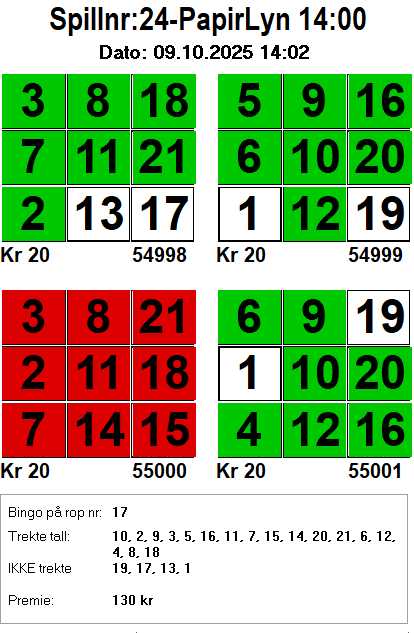 Spillnr:24-PapirLyn 14:00
Dato: 09.10.2025 14:02
3 8 18
7 11 21
2 13 17
Kr 20 54998
5 9 16
6 10 20
1 12 19
Kr 20 54999
3 8 21
2 11 18
7 14 15
Kr 20 55000
6 9 19
1 10 20
4 12 16
Kr 20 55001
Bingo på rop nr: 17
Trekte tall: 10, 2, 9, 3, 5, 16, 11, 7, 15, 14, 20, 21, 6, 12,
4, 8, 18
IKKE trekte 19, 17, 13, 1
Premie: 130 kr